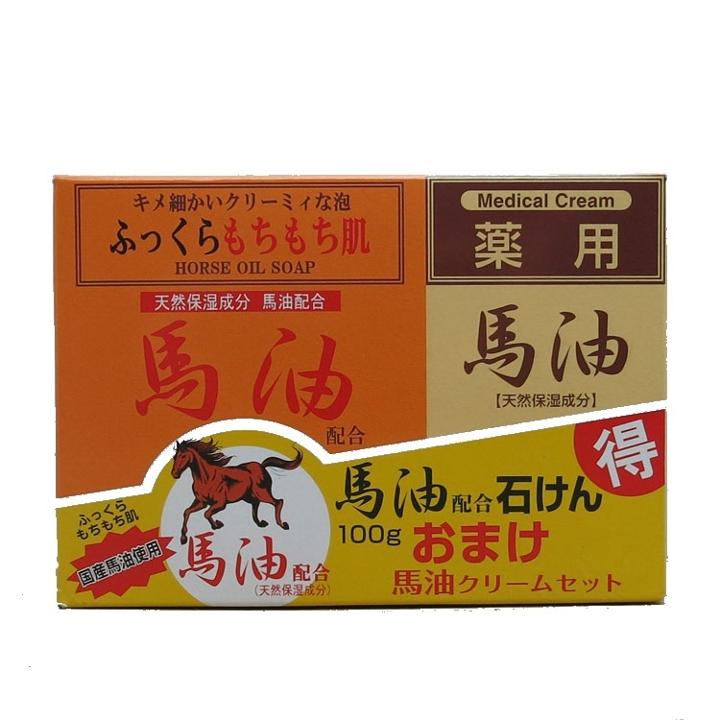 キメ細かいクリーミィな泡
ふっくらもちもち肌
HORSE OIL SOAP
天然保湿成分 馬油配合
馬油
配合
Medical Cream
薬用
馬油
【天然保湿成分】
得
ふっくら
もちもち肌
国産馬油使用
馬油配合
(天然保湿成分)
馬油配合石けん
100g おまけ
馬油クリームセット